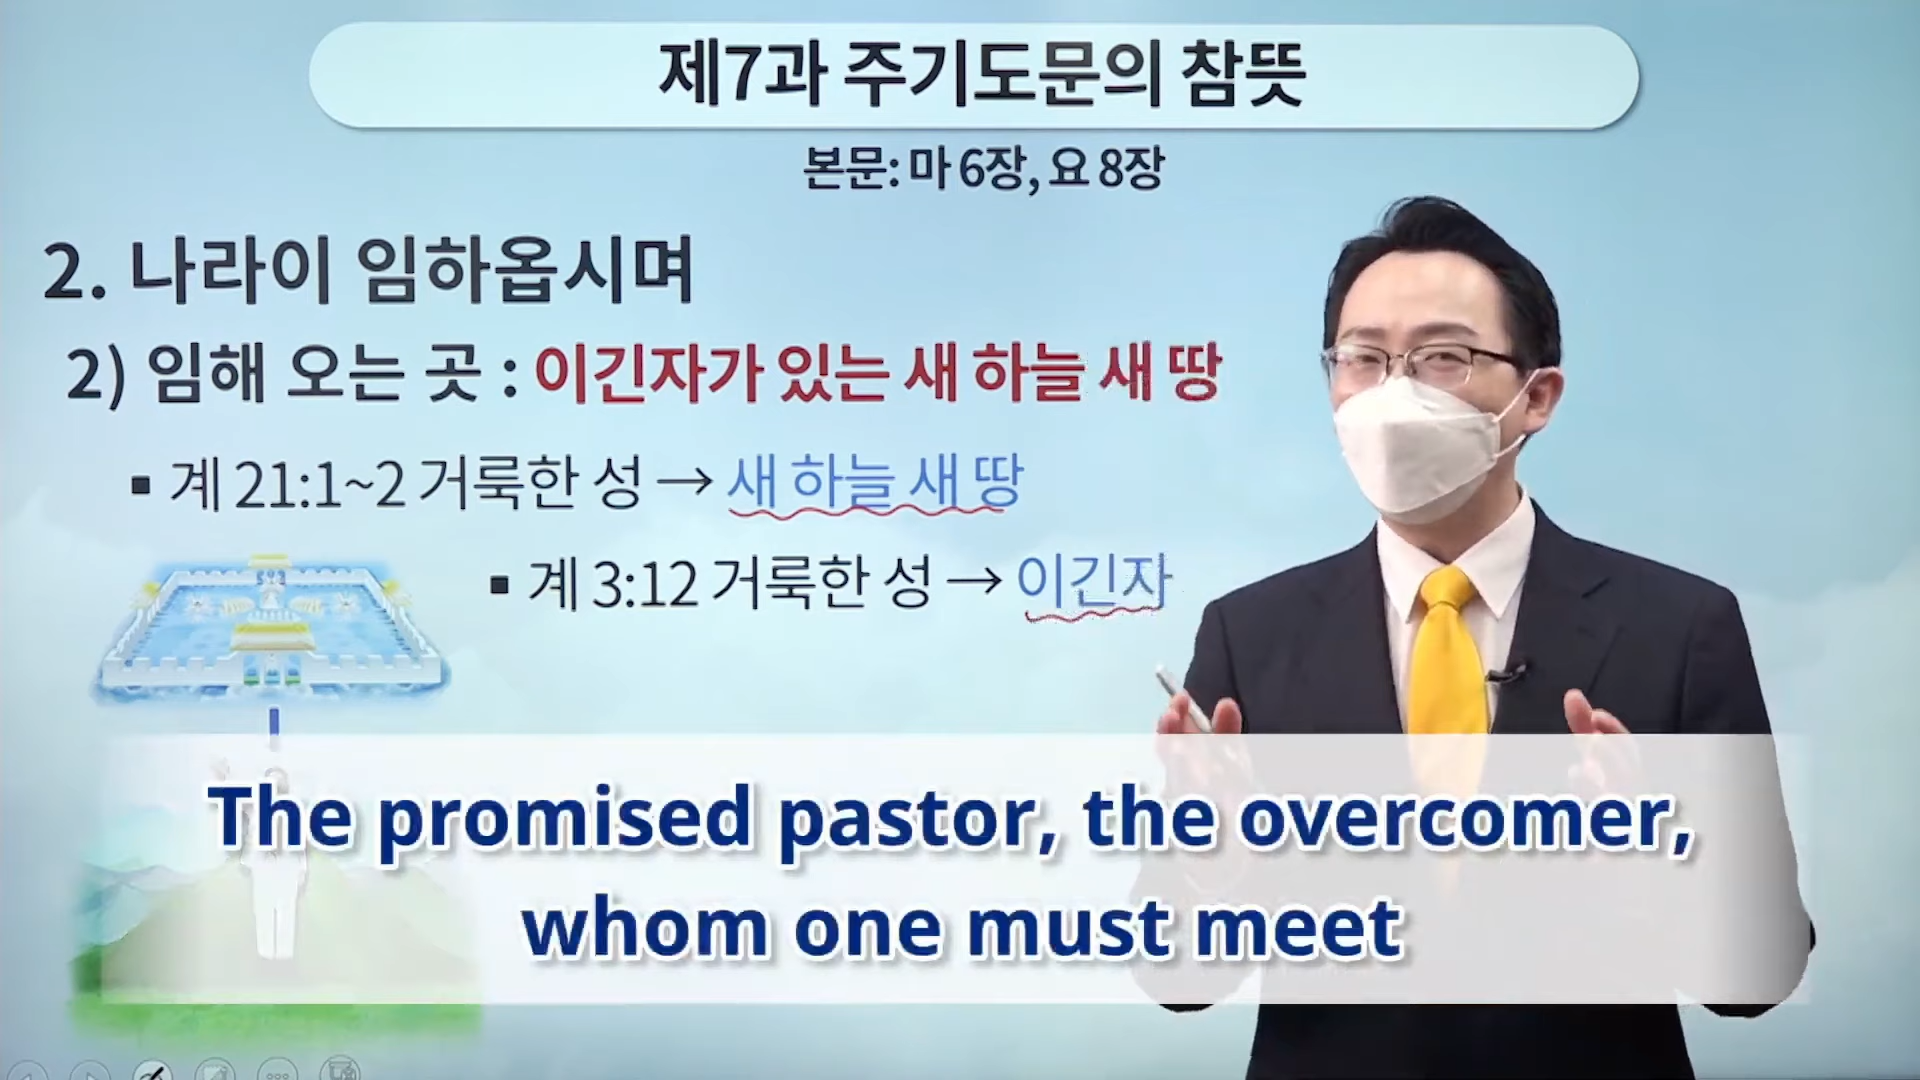 제7과 주기도문의 참뜻
본문: 마 6장, 요 8장
2. 나라이 임하옵시며
2) 임해 오는 곳 : 이긴자가 있는 새 하늘 새 땅
▪ 계 21:1~2 거룩한 성 → 새 하늘 새 땅
▪ 계 3:12 거룩한 성 → 이긴자
The promised pastor, the overcomer,
whom one must meet